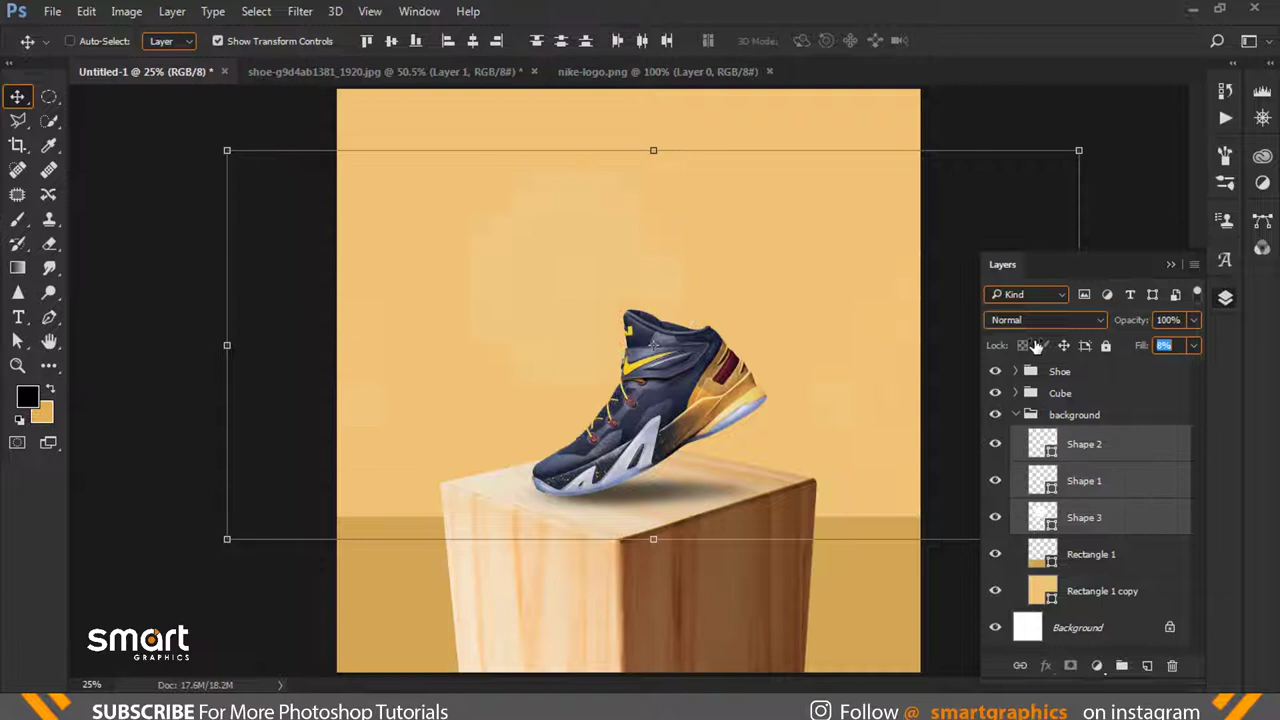 Ps File Edit Image Layer Type Select Filter 3D View Window Help
Auto-Select: Layer Show Transform Controls 3D Mode:
Untitled-1 @ 25% (RGB/8) * × shoe-g9d4ab1381_1920.jpg @ 50.5% (Layer 1, RGB/8#) * × nike-logo.png @ 100% (Layer 0, RGB/8#) ×
Layers
Kind
Normal Opacity: 100%
Lock: Fill: 8%
Shoe
Cube
background
Shape 2
Shape 1
Shape 3
Rectangle 1
Rectangle 1 copy
Background
smart
GRAPHICS
25% Doc: 17.6M/18.2M
SUBSCRIBE For More Photoshop Tutorials Follow @ smartgraphics on instagram